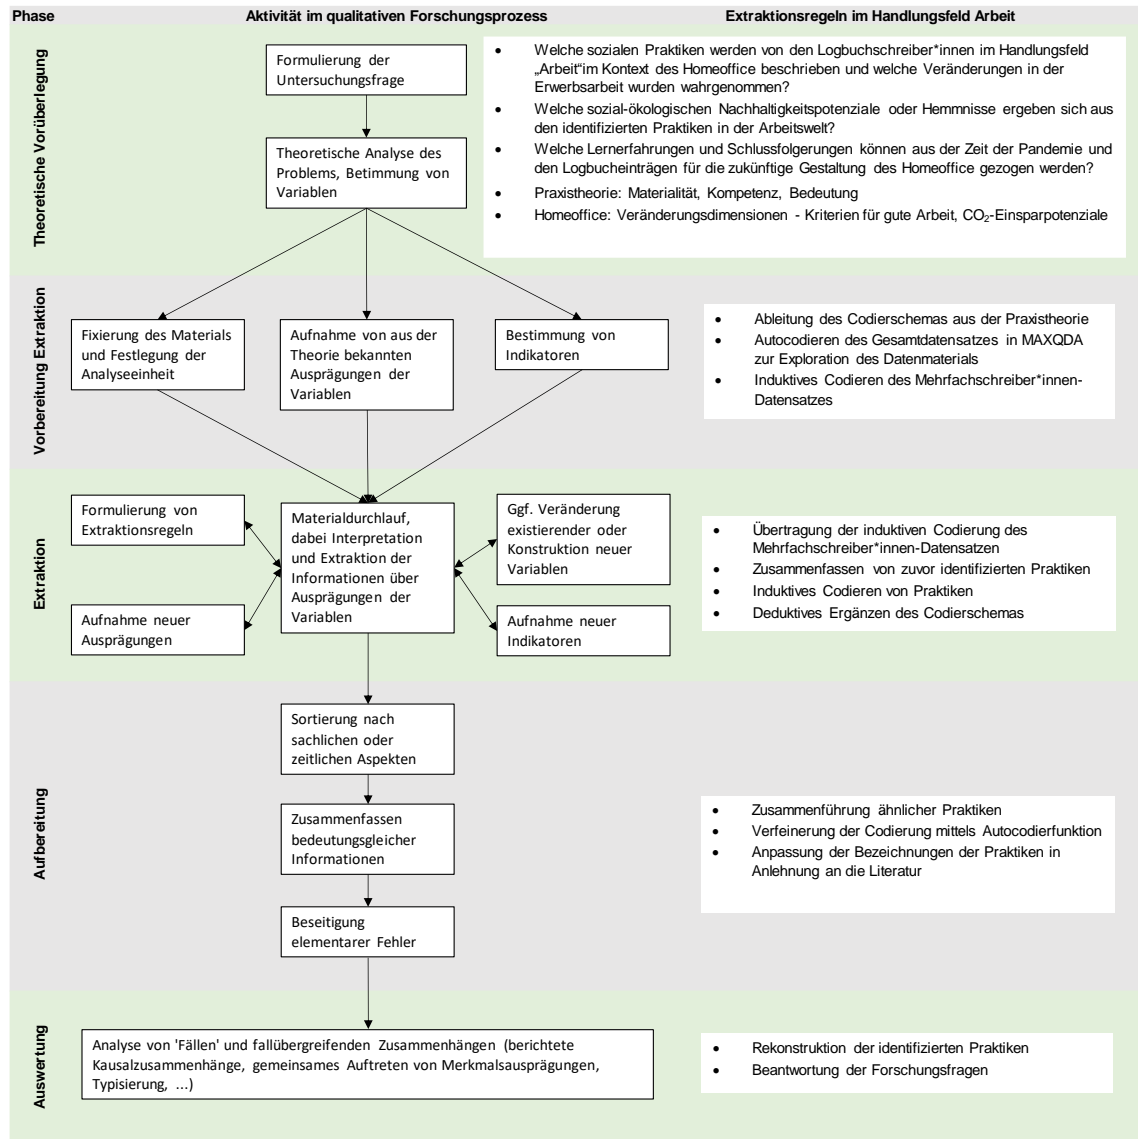 Phase Aktivität im qualitativen Forschungsprozess Extraktionsregeln im Handlungsfeld Arbeit
Theoretische Vorüberlegung
Formulierung der
Untersuchungsfrage
Theoretische Analyse des
Problems, Betimmung von
Variablen
• Welche sozialen Praktiken werden von den Logbuchschreiber*innen im Handlungsfeld
„Arbeit“im Kontext des Homeoffice beschrieben und welche Veränderungen in der
Erwerbsarbeit wurden wahrgenommen?
• Welche sozial-ökologischen Nachhaltigkeitspotenziale oder Hemmnisse ergeben sich aus
den identifizierten Praktiken in der Arbeitswelt?
• Welche Lernerfahrungen und Schlussfolgerungen können aus der Zeit der Pandemie und
den Logbucheinträgen für die zukünftige Gestaltung des Homeoffice gezogen werden?
• Praxistheorie: Materialität, Kompetenz, Bedeutung
• Homeoffice: Veränderungsdimensionen - Kriterien für gute Arbeit, CO₂-Einsparpotenziale
Vorbereitung Extraktion
Fixierung des Materials
und Festlegung der
Analyseeinheit
Aufnahme von aus der
Theorie bekannten
Ausprägungen der
Variablen
Bestimmung von
Indikatoren
• Ableitung des Codierschemas aus der Praxistheorie
• Autocodieren des Gesamtdatensatzes in MAXQDA
zur Exploration des Datenmaterials
• Induktives Codieren des Mehrfachschreiber*innen-
Datensatzes
Extraktion
Formulierung von
Extraktionsregeln
Aufnahme neuer
Ausprägungen
Materialdurchlauf,
dabei Interpretation
und Extraktion der
Informationen über
Ausprägungen der
Variablen
Ggf. Veränderung
existierender oder
Konstruktion neuer
Variablen
Aufnahme neuer
Indikatoren
• Übertragung der induktiven Codierung des
Mehrfachschreiber*innen-Datensatzen
• Zusammenfassen von zuvor identifizierten Praktiken
• Induktives Codieren von Praktiken
• Deduktives Ergänzen des Codierschemas
Aufbereitung
Sortierung nach
sachlichen oder
zeitlichen Aspekten
Zusammenfassen
bedeutungsgleicher
Informationen
Beseitigung
elementarer Fehler
• Zusammenführung ähnlicher Praktiken
• Verfeinerung der Codierung mittels Autocodierfunktion
• Anpassung der Bezeichnungen der Praktiken in
Anlehnung an die Literatur
Auswertung
Analyse von 'Fällen' und fallübergreifenden Zusammenhängen (berichtete
Kausalzusammenhänge, gemeinsames Auftreten von Merkmalsausprägungen,
Typisierung, ...)
• Rekonstruktion der identifizierten Praktiken
• Beantwortung der Forschungsfragen